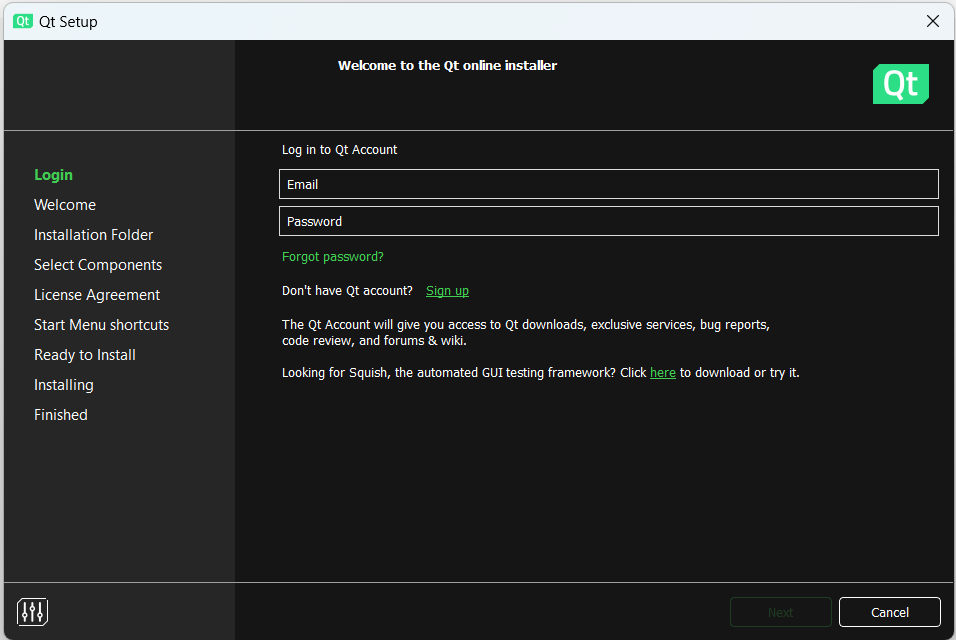 Qt Qt Setup
Welcome to the Qt online installer
Qt
Login
Welcome
Installation Folder
Select Components
License Agreement
Start Menu shortcuts
Ready to Install
Installing
Finished
Log in to Qt Account
Email
Password
Forgot password?
Don't have Qt account? Sign up
The Qt Account will give you access to Qt downloads, exclusive services, bug reports,
code review, and forums & wiki.
Looking for Squish, the automated GUI testing framework? Click here to download or try it.
Next
Cancel